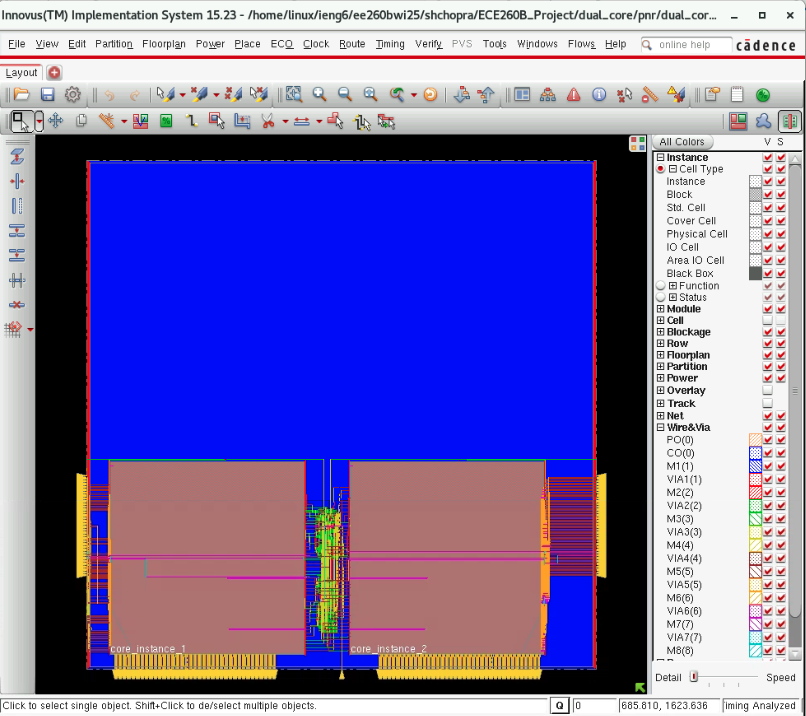 Innovus(TM) Implementation System 15.23 - /home/linux/ieng6/ee260bwi25/shchopra/ECE260B_Project/dual_core/pnr/dual_cor...
File View Edit Partition Floorplan Power Place ECO Clock Route Timing Verify PVS Tools Windows Flows Help online help cādence
Layout
All Colors V S
Instance
Cell Type
Instance
Block
Std. Cell
Cover Cell
Physical Cell
IO Cell
Area IO Cell
Black Box
Function
Status
Module
Cell
Blockage
Row
Floorplan
Partition
Power
Overlay
Track
Net
Wire&Via
PO(0)
CO(0)
M1(1)
VIA1(1)
M2(2)
VIA2(2)
M3(3)
VIA3(3)
M4(4)
VIA4(4)
M5(5)
VIA5(5)
M6(6)
VIA6(6)
M7(7)
VIA7(7)
M8(8)
core_instance_1
core_instance_2
Detail Speed
Click to select single object. Shift+Click to de/select multiple objects. Q 0 685.810, 1623.636 iming Analyzed